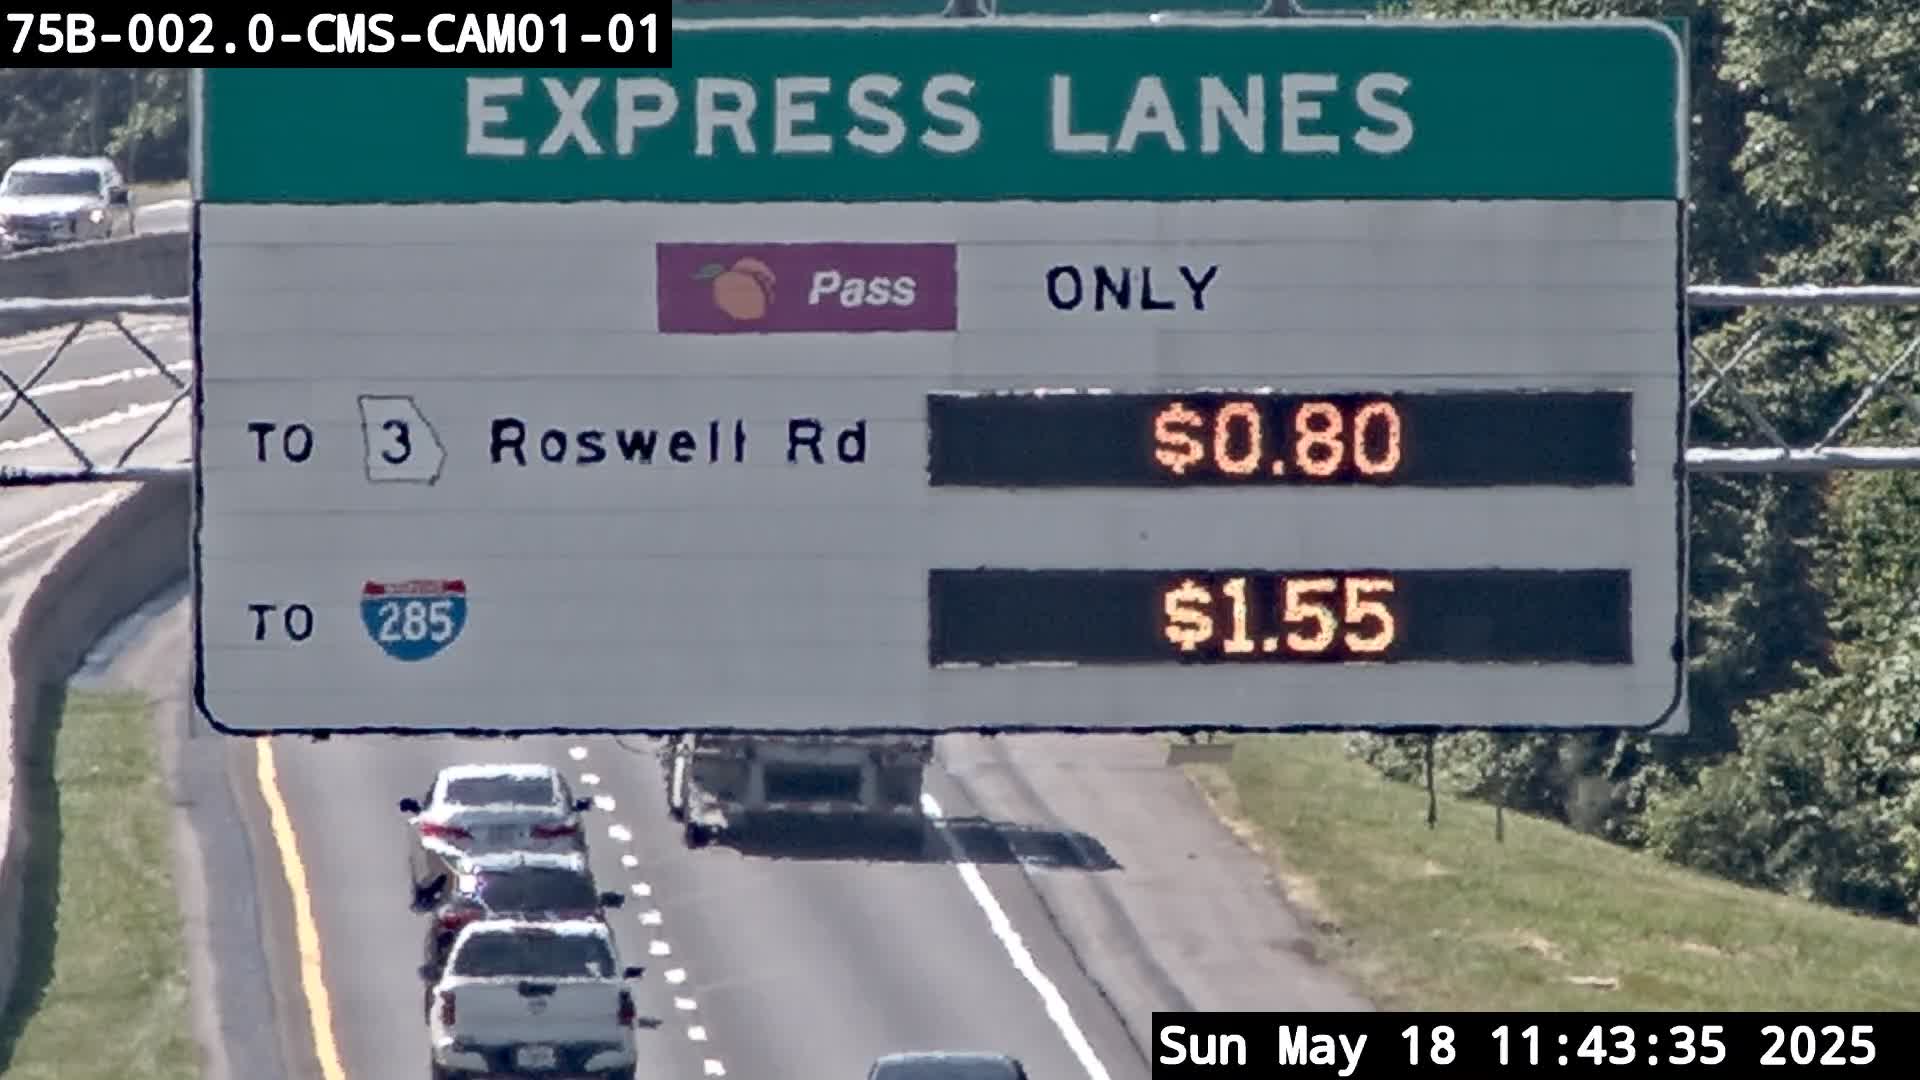 75B-002.0-CMS-CAM01-01
EXPRESS LANES
Pass ONLY
TO 3 Roswell Rd $0.80
TO 285 $1.55
Sun May 18 11:43:35 2025